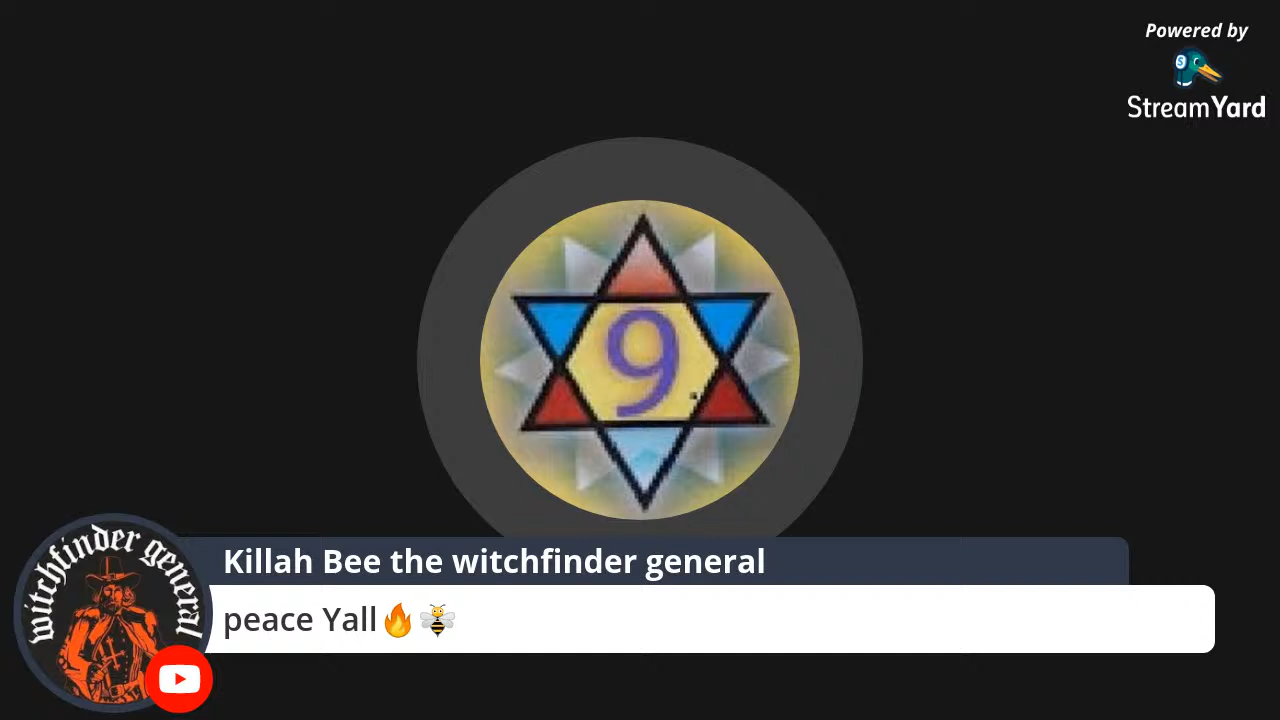 Powered by
StreamYard
9
Killah Bee the witchfinder general
peace Yall🔥🐝
witchfinder general